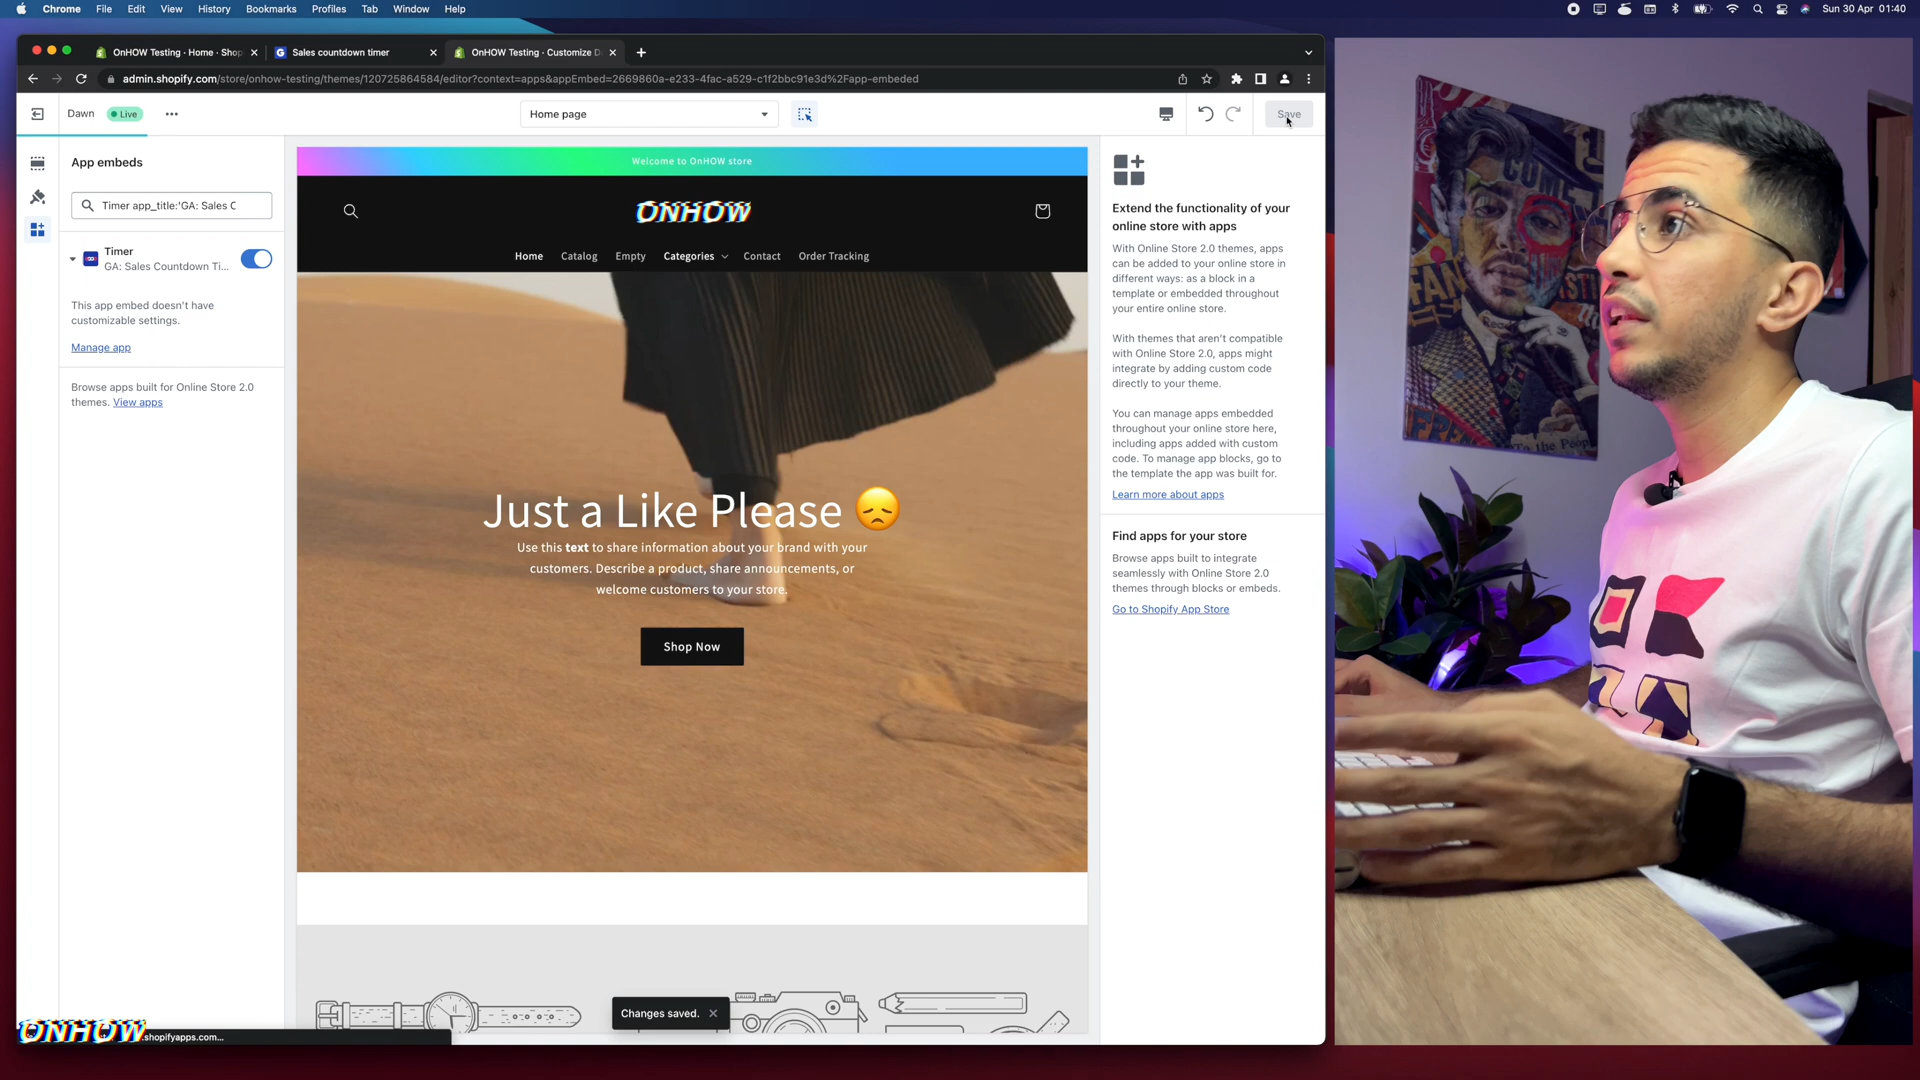 Chrome File Edit View History Bookmarks Profiles Tab Window Help
Sun 30 Apr 01:40
OnHOW Testing · Home · Shop
Sales countdown timer
OnHOW Testing · Customize D
admin.shopify.com/store/onhow-testing/themes/120725864584/editor?context=apps&appEmbed=2669860a-e233-4fac-a529-c1f2bbc91e3d%2Fapp-embeded
Dawn
Live
Home page
Save
App embeds
Timer app_title:'GA: Sales C
Timer
GA: Sales Countdown Ti...
This app embed doesn't have
customizable settings.
Manage app
Browse apps built for Online Store 2.0
themes. View apps
Welcome to OnHOW store
ONHOW
Home Catalog Empty Categories Contact Order Tracking
Just a Like Please 😞
Use this text to share information about your brand with your
customers. Describe a product, share announcements, or
welcome customers to your store.
Shop Now
Changes saved.
Extend the functionality of your
online store with apps
With Online Store 2.0 themes, apps
can be added to your online store in
different ways: as a block in a
template or embedded throughout
your entire online store.
With themes that aren't compatible
with Online Store 2.0, apps might
integrate by adding custom code
directly to your theme.
You can manage apps embedded
throughout your online store here,
including apps added with custom
code. To manage app blocks, go to
the template the app was built for.
Learn more about apps
Find apps for your store
Browse apps built to integrate
seamlessly with Online Store 2.0
themes through blocks or embeds.
Go to Shopify App Store
ONHOW
.shopifyapps.com...
COME
to the Peop